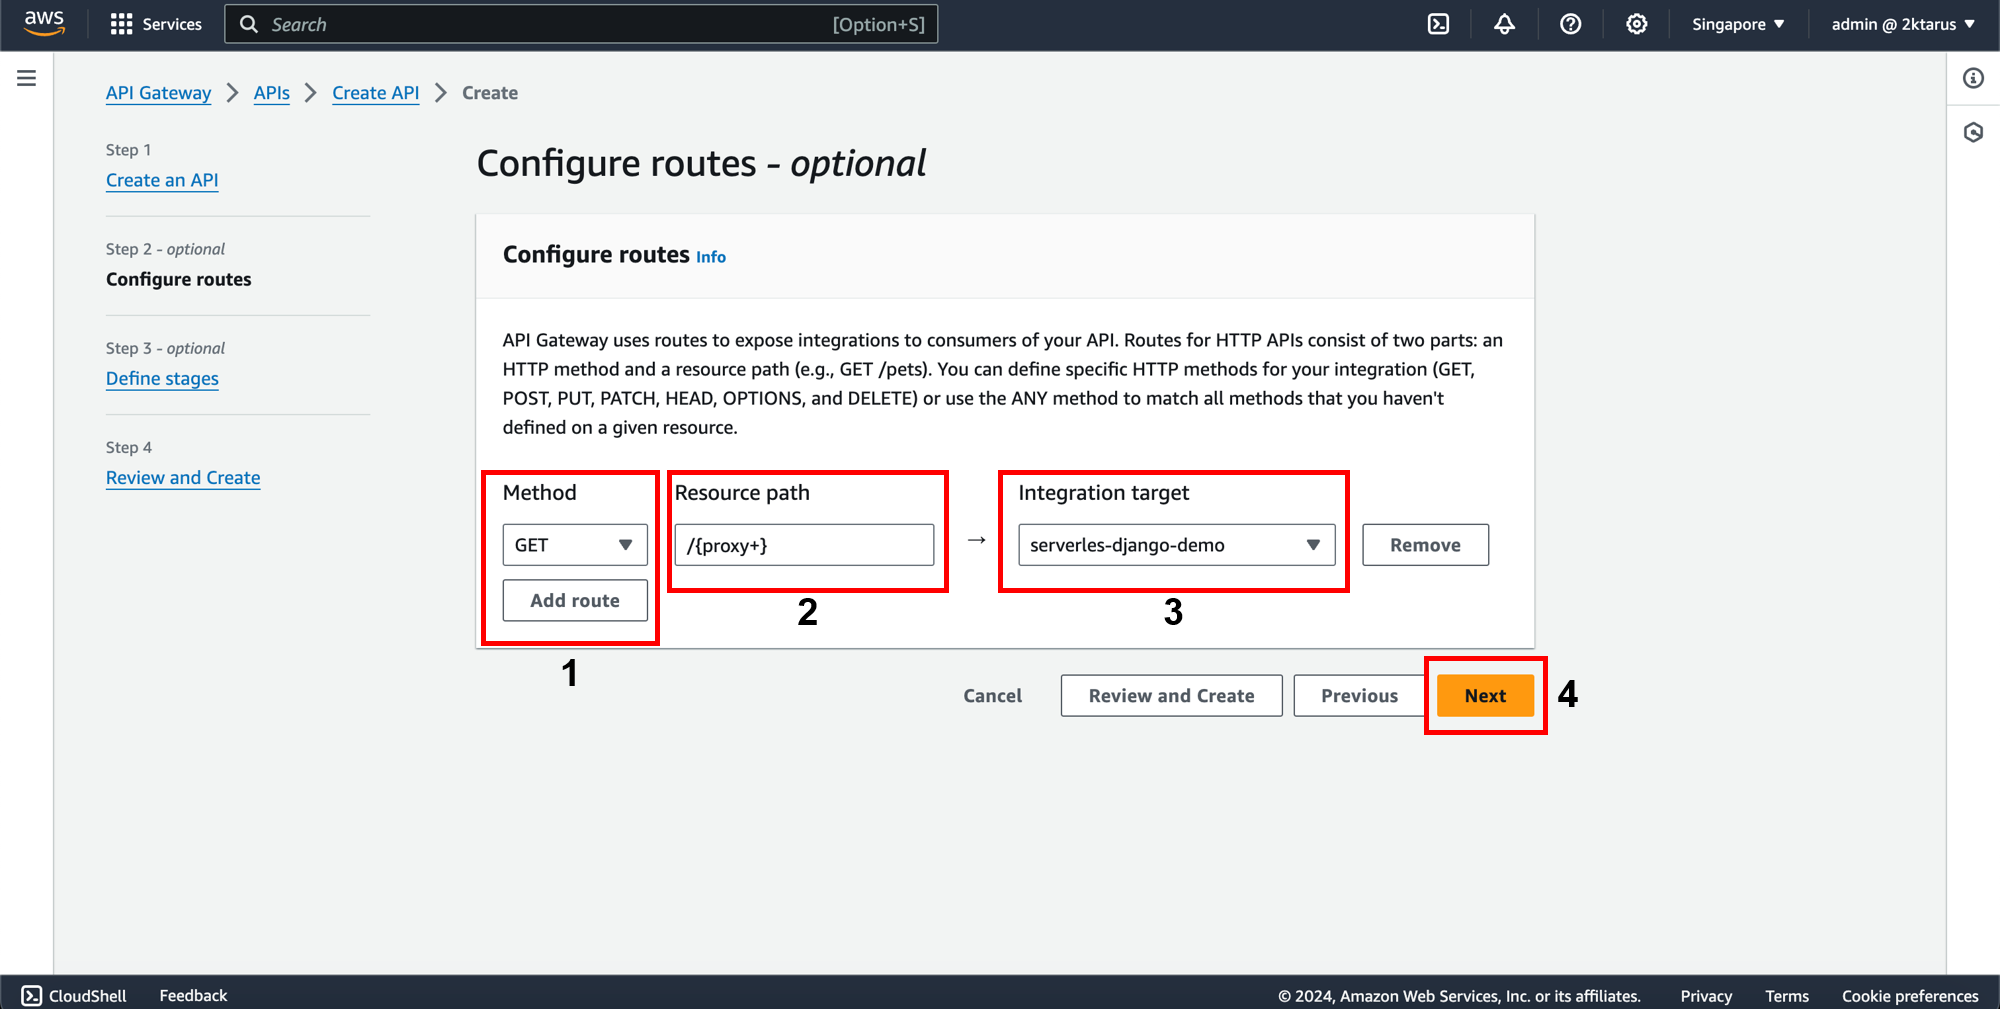 aws
Services
Search
[Option+S]
Singapore
admin @ 2ktarus
API Gateway
APIs
Create API
Create
Step 1
Create an API
Step 2 - optional
Configure routes
Step 3 - optional
Define stages
Step 4
Review and Create
Configure routes - optional
Configure routes Info
API Gateway uses routes to expose integrations to consumers of your API. Routes for HTTP APIs consist of two parts: an
HTTP method and a resource path (e.g., GET /pets). You can define specific HTTP methods for your integration (GET,
POST, PUT, PATCH, HEAD, OPTIONS, and DELETE) or use the ANY method to match all methods that you haven't
defined on a given resource.
Method
Resource path
Integration target
GET
/{proxy+}
→
serverles-django-demo
Remove
Add route
1
2
3
Cancel
Review and Create
Previous
Next
4
CloudShell
Feedback
© 2024, Amazon Web Services, Inc. or its affiliates.
Privacy
Terms
Cookie preferences